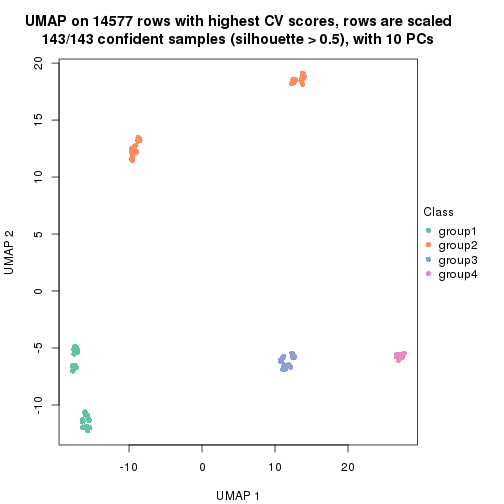 UMAP on 14577 rows with highest CV scores, rows are scaled
143/143 confident samples (silhouette > 0.5), with 10 PCs
20
15
10
5
0
-5
-10
UMAP 2
Class
group1
group2
group3
group4
-10 0 10 20
UMAP 1